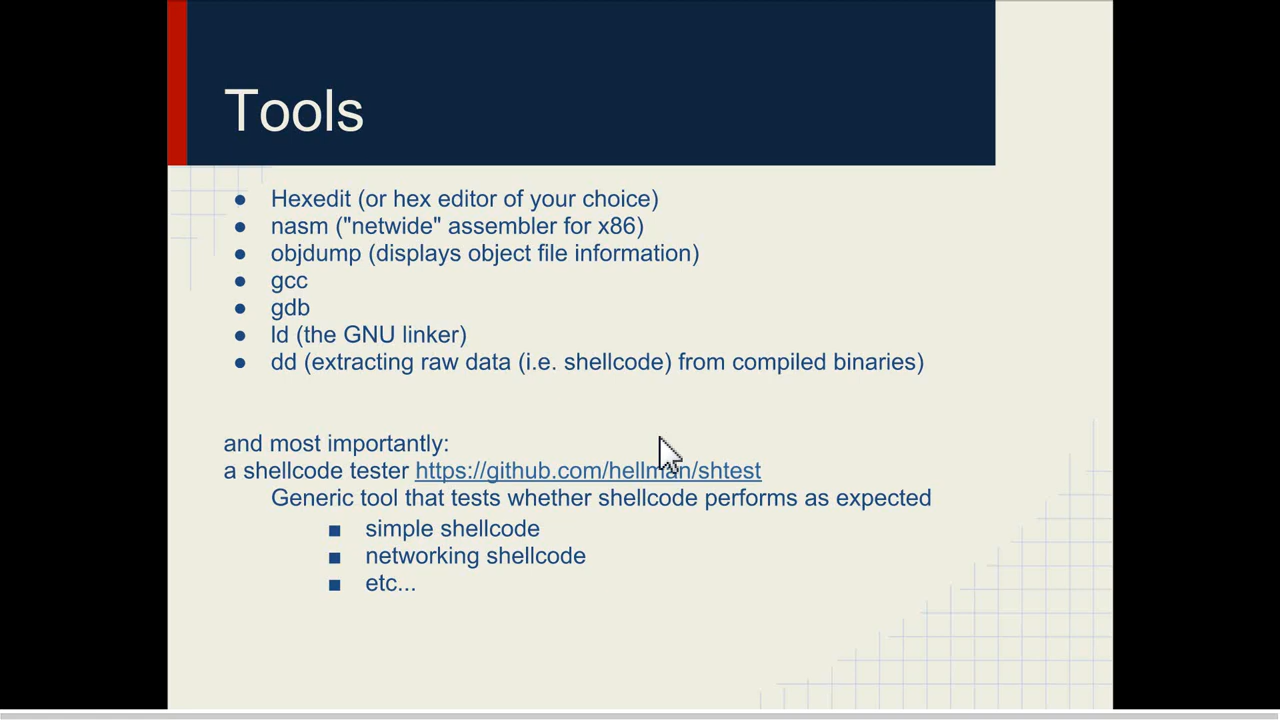 Tools
● Hexedit (or hex editor of your choice)
● nasm ("netwide" assembler for x86)
● objdump (displays object file information)
● gcc
● gdb
● ld (the GNU linker)
● dd (extracting raw data (i.e. shellcode) from compiled binaries)
and most importantly:
a shellcode tester https://github.com/hellman/shtest
Generic tool that tests whether shellcode performs as expected
■ simple shellcode
■ networking shellcode
■ etc...